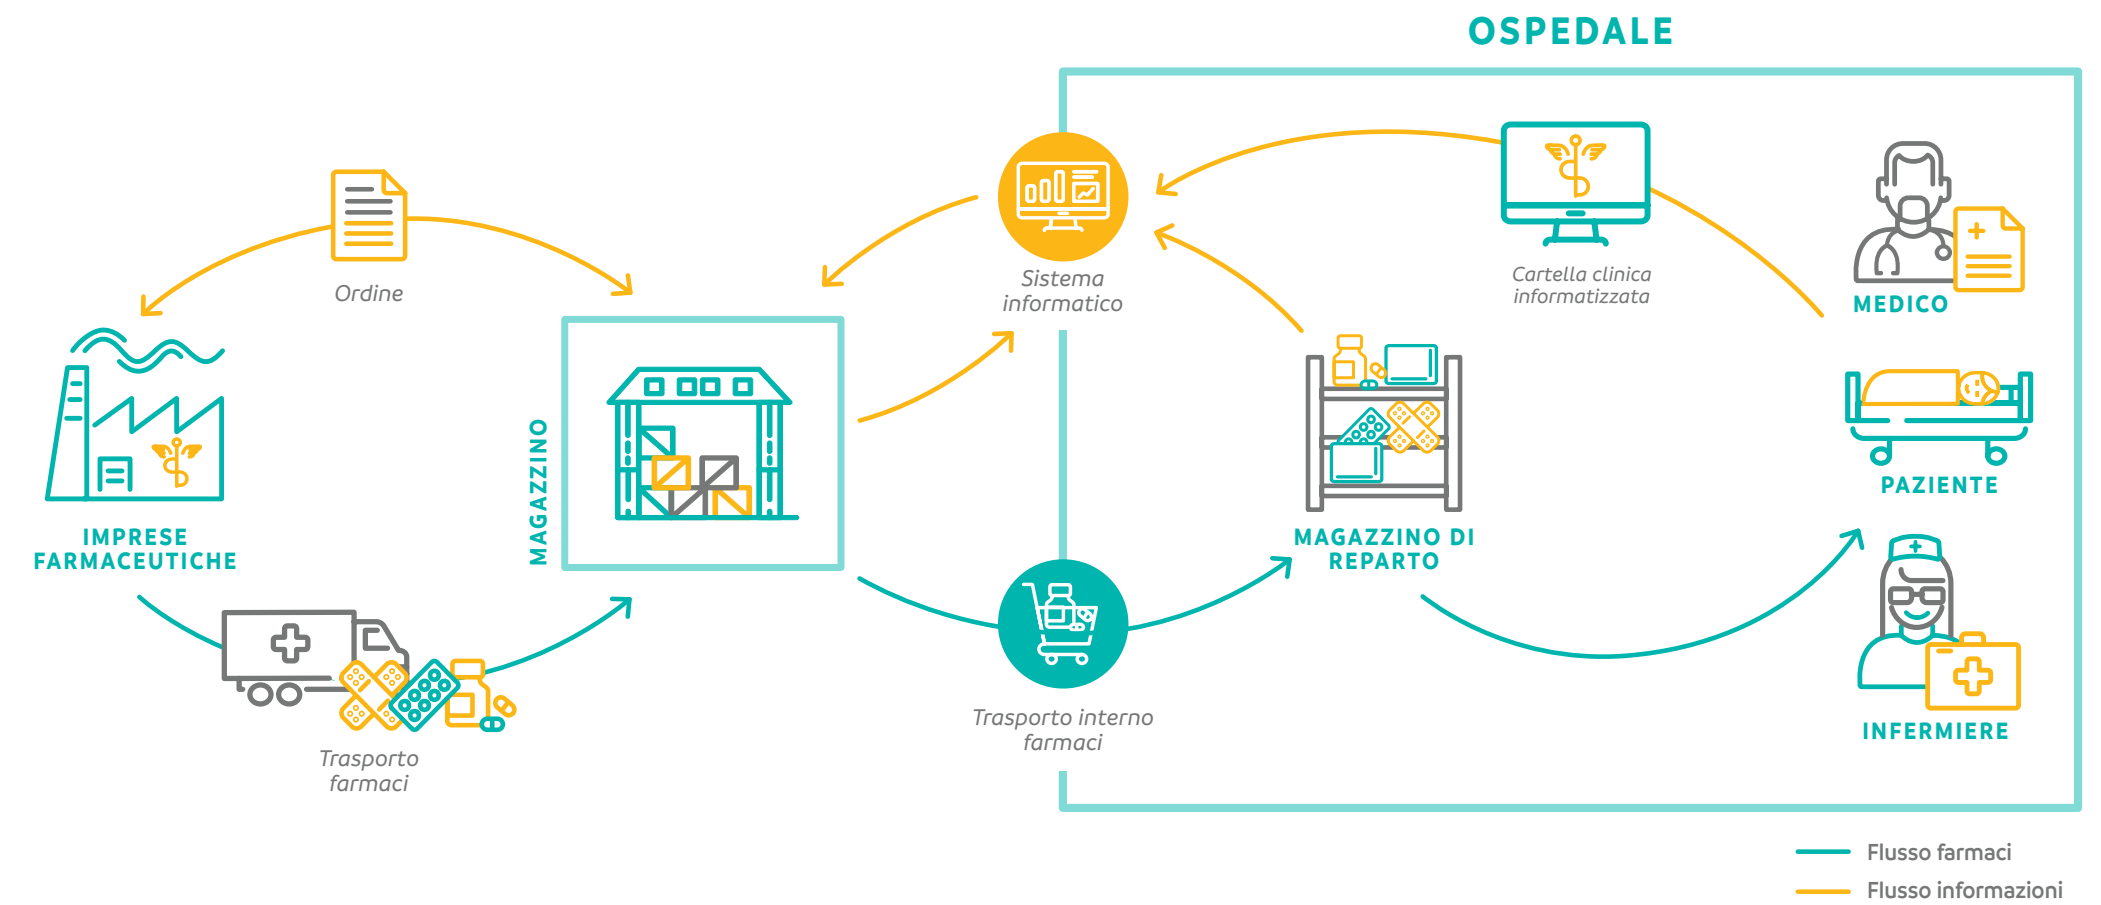 OSPEDALE
Ordine
Sistema
informatico
Cartella clinica
informatizzata
MEDICO
MAGAZZINO
PAZIENTE
IMPRESE
FARMACEUTICHE
MAGAZZINO DI
REPARTO
Trasporto interno
farmaci
INFERMIERE
Trasporto
farmaci
Flusso farmaci
Flusso informazioni